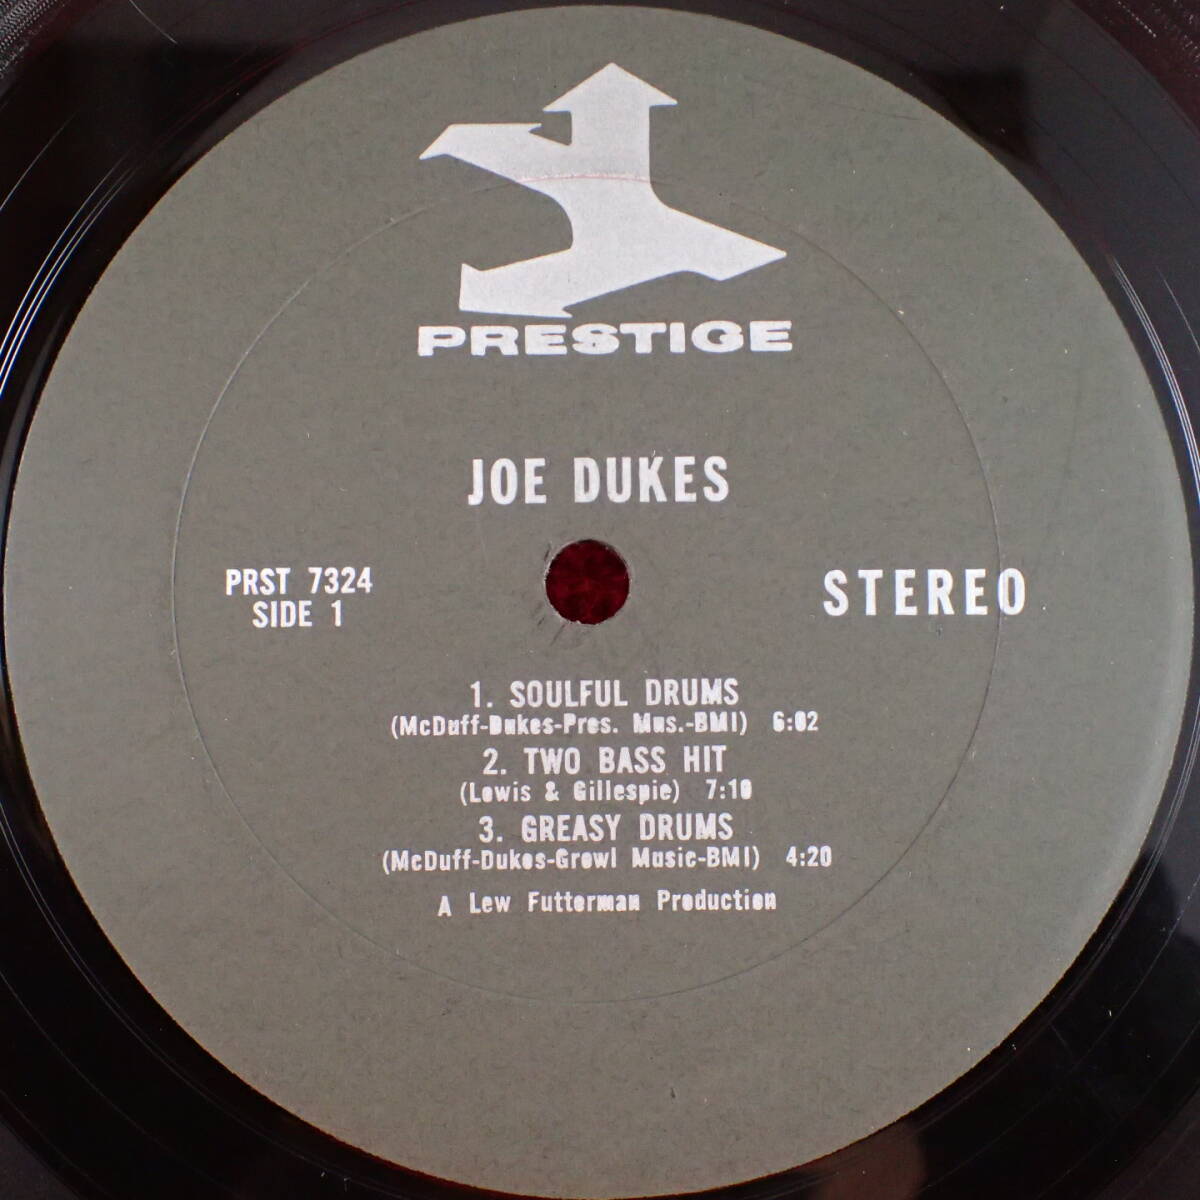 PRESTIGE
JOE DUKES
PRST 7324
SIDE 1
STEREO
1. SOULFUL DRUMS
(McDuff-Dukes-Pres. Mus.-BMI) 6:02
2. TWO BASS HIT
(Lewis & Gillespie) 7:10
3. GREASY DRUMS
(McDuff-Dukes-Growl Music-BMI) 4:20
A Lew Futterman Production